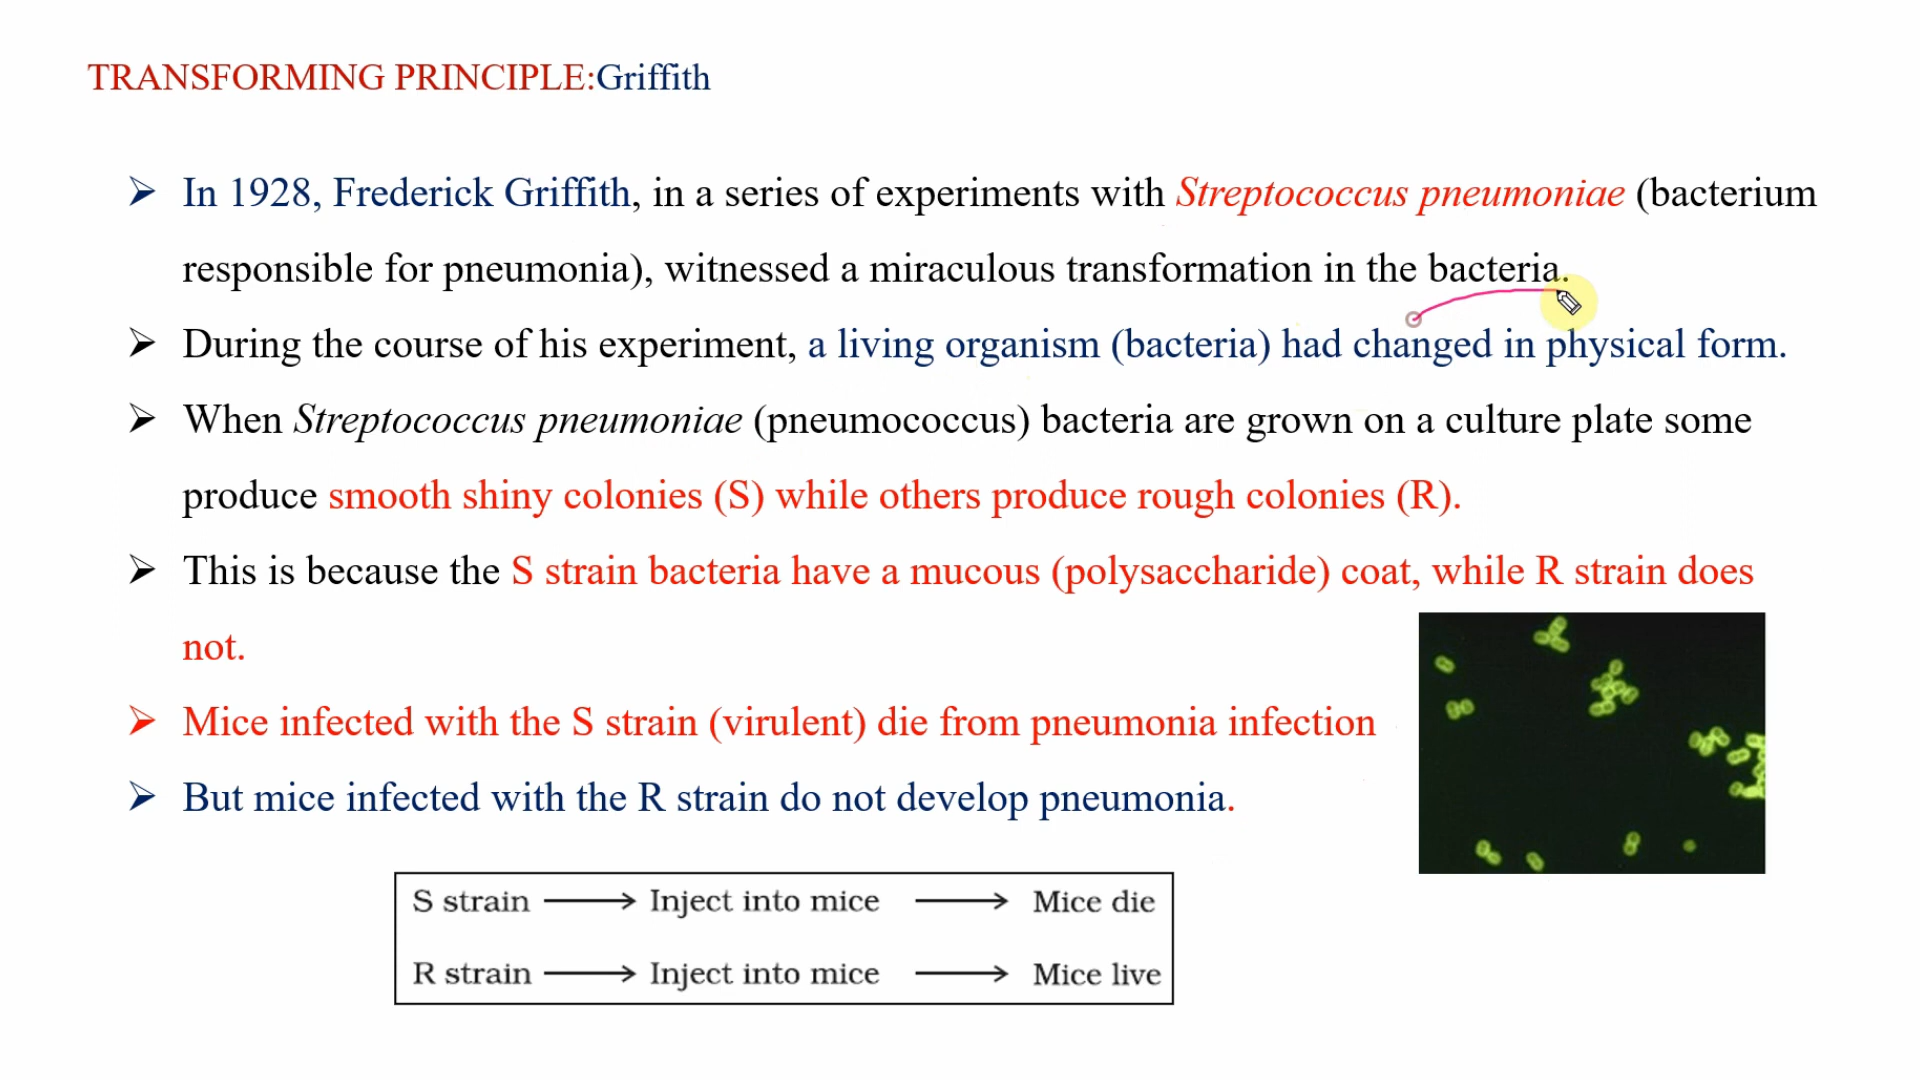 TRANSFORMING PRINCIPLE:Griffith
➢ In 1928, Frederick Griffith, in a series of experiments with Streptococcus pneumoniae (bacterium
responsible for pneumonia), witnessed a miraculous transformation in the bacteria.
➢ During the course of his experiment, a living organism (bacteria) had changed in physical form.
➢ When Streptococcus pneumoniae (pneumococcus) bacteria are grown on a culture plate some
produce smooth shiny colonies (S) while others produce rough colonies (R).
➢ This is because the S strain bacteria have a mucous (polysaccharide) coat, while R strain does
not.
➢ Mice infected with the S strain (virulent) die from pneumonia infection
➢ But mice infected with the R strain do not develop pneumonia.
S strain → Inject into mice → Mice die
R strain → Inject into mice → Mice live